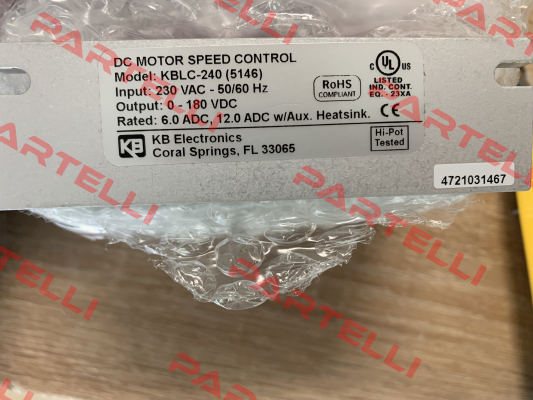 DC MOTOR SPEED CONTROL
Model: KBLC-240 (5146)
Input: 230 VAC - 50/60 Hz
Output: 0 - 180 VDC
Rated: 6.0 ADC, 12.0 ADC w/Aux. Heatsink.
KB
KB Electronics
Coral Springs, FL 33065
RoHS
COMPLIANT
c UL US
LISTED
IND. CONT.
EQ. - 23XA
CE
Hi-Pot
Tested
4721031467
PARTELLI
PARTELLI
PARTELLI
PARTELLI
PARTELLI
PARTELLI